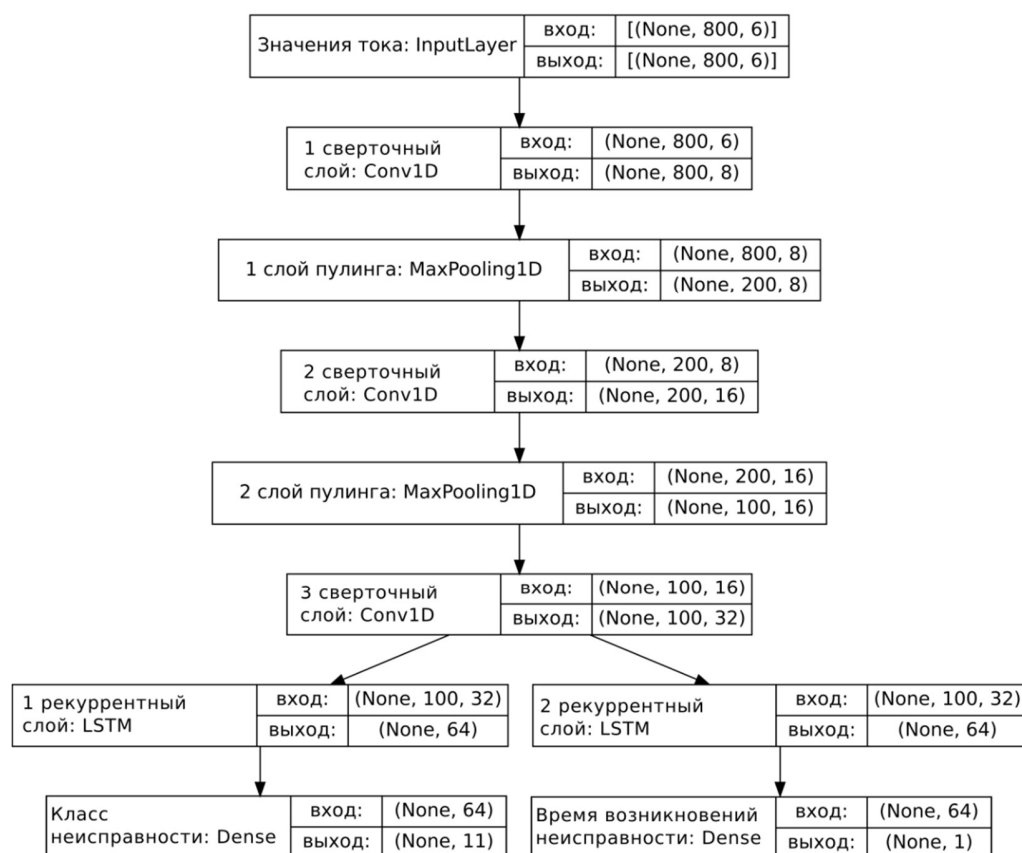 Значения тока: InputLayer
вход:
[(None, 800, 6)]
выход:
[(None, 800, 6)]
1 сверточный
слой: Conv1D
вход:
(None, 800, 6)
выход:
(None, 800, 8)
1 слой пулинга: MaxPooling1D
вход:
(None, 800, 8)
выход:
(None, 200, 8)
2 сверточный
слой: Conv1D
вход:
(None, 200, 8)
выход:
(None, 200, 16)
2 слой пулинга: MaxPooling1D
вход:
(None, 200, 16)
выход:
(None, 100, 16)
3 сверточный
слой: Conv1D
вход:
(None, 100, 16)
выход:
(None, 100, 32)
1 рекуррентный
слой: LSTM
вход:
(None, 100, 32)
выход:
(None, 64)
2 рекуррентный
слой: LSTM
вход:
(None, 100, 32)
выход:
(None, 64)
Класс
неисправности: Dense
вход:
(None, 64)
выход:
(None, 11)
Время возникновений
неисправности: Dense
вход:
(None, 64)
выход:
(None, 1)